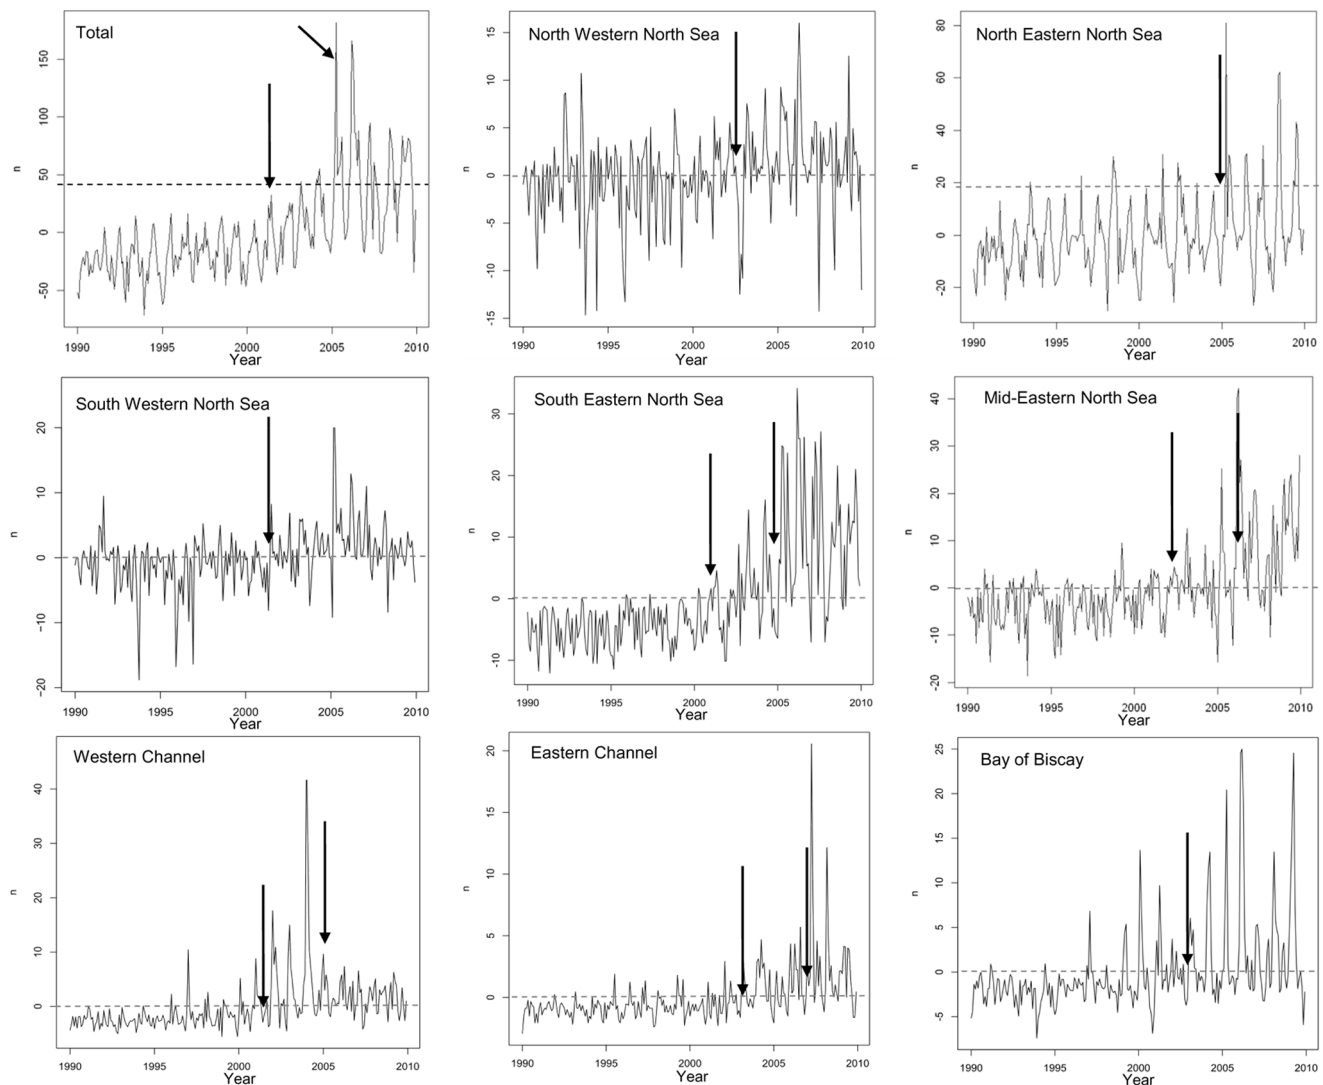 Total
150
100
50
0
-50
n
1990 1995 2000 2005 2010
Year
North Western North Sea
15
10
5
0
-5
-10
-15
n
1990 1995 2000 2005 2010
Year
North Eastern North Sea
80
60
40
20
0
-20
n
1990 1995 2000 2005 2010
Year
South Western North Sea
20
10
0
-10
-20
n
1990 1995 2000 2005 2010
Year
South Eastern North Sea
30
20
10
0
-10
n
1990 1995 2000 2005 2010
Year
Mid-Eastern North Sea
40
30
20
10
0
-10
-20
n
1990 1995 2000 2005 2010
Year
Western Channel
40
30
20
10
0
n
1990 1995 2000 2005 2010
Year
Eastern Channel
20
15
10
5
0
n
1990 1995 2000 2005 2010
Year
Bay of Biscay
25
20
15
10
5
0
-5
n
1990 1995 2000 2005 2010
Year